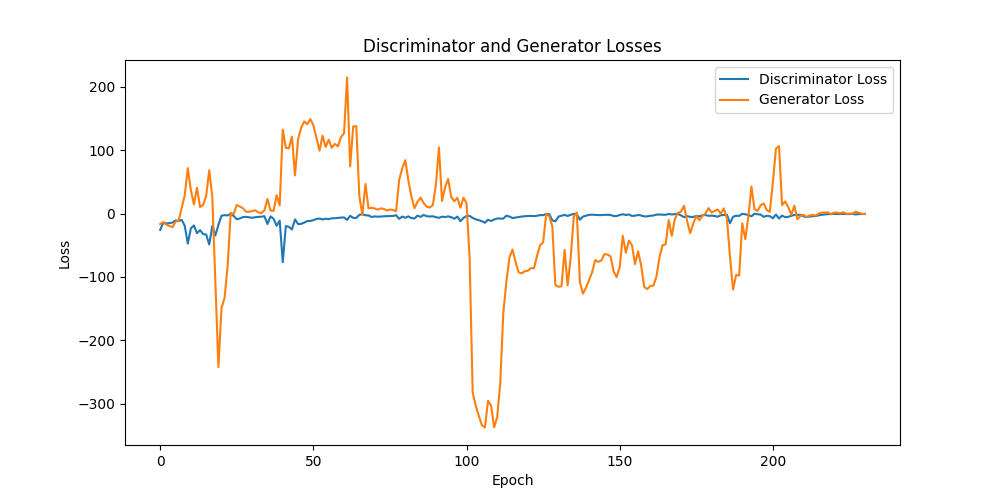 Discriminator and Generator Losses
Discriminator Loss
Generator Loss
200
100
0
−100
−200
−300
Loss
0 50 100 150 200
Epoch